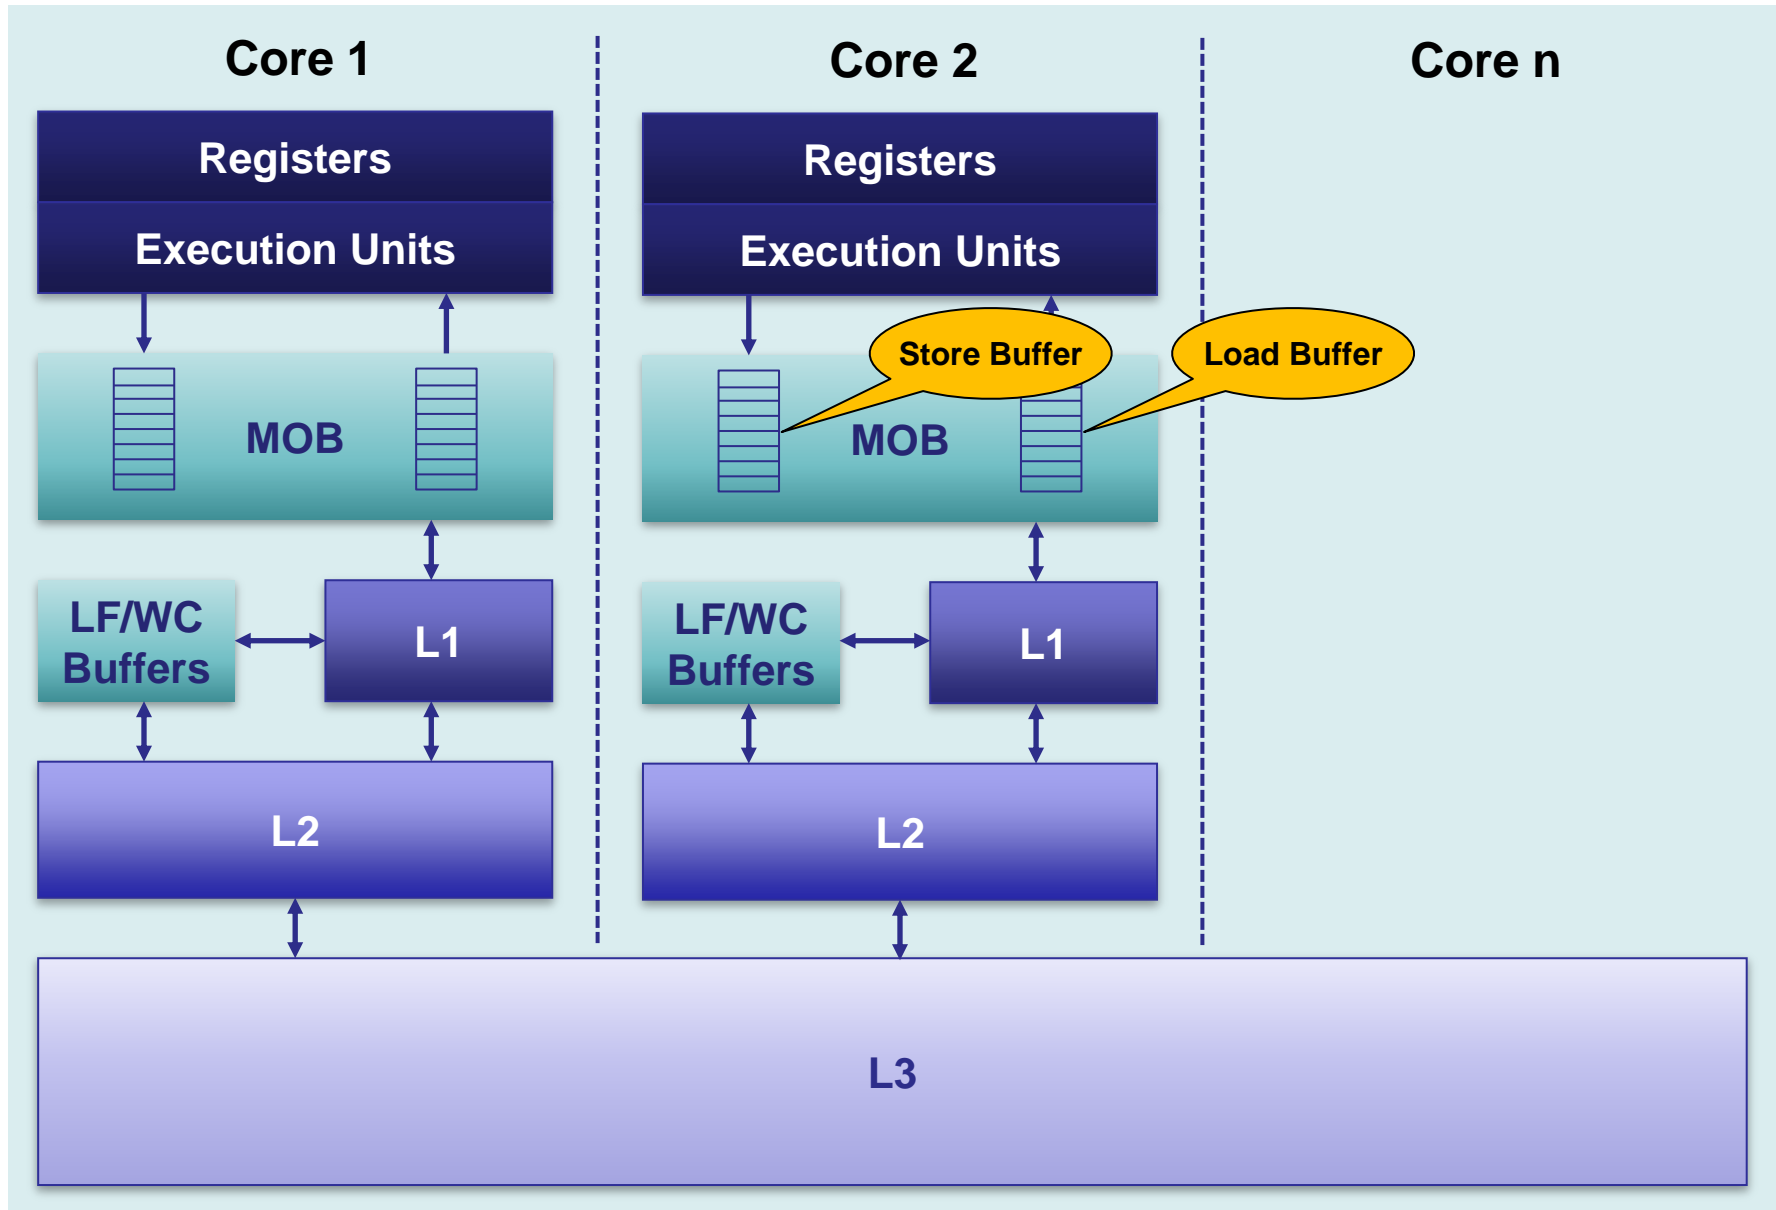 Core 1
Core 2
Core n
Registers
Execution Units
MOB
LF/WC
Buffers
L1
L2
Registers
Execution Units
Store Buffer
Load Buffer
MOB
LF/WC
Buffers
L1
L2
L3